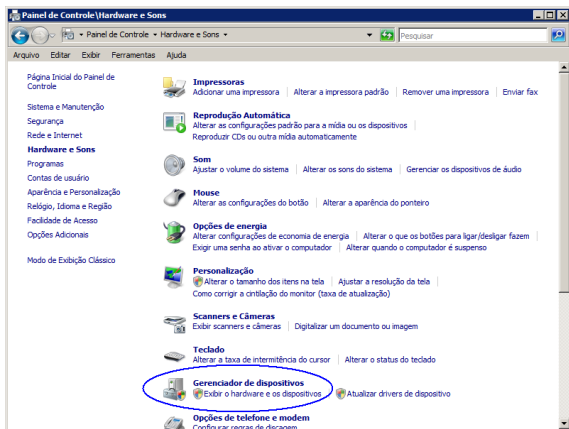 Painel de Controle\Hardware e Sons
Painel de Controle Hardware e Sons
Pesquisar
Arquivo Editar Exibir Ferramentas Ajuda
Página Inicial do Painel de
Controle
Sistema e Manutenção
Segurança
Rede e Internet
Hardware e Sons
Programas
Contas de usuário
Aparência e Personalização
Relógio, Idioma e Região
Facilidade de Acesso
Opções Adicionais
Modo de Exibição Clássico
Impressoras
Adicionar uma impressora Alterar a impressora padrão Remover uma impressora Enviar fax
Reprodução Automática
Alterar as configurações padrão para a mídia ou os dispositivos
Reproduzir CDs ou outra mídia automaticamente
Som
Ajustar o volume do sistema Alterar os sons do sistema Gerenciar os dispositivos de áudio
Mouse
Alterar as configurações do botão Alterar a aparência do ponteiro
Opções de energia
Alterar configurações de economia de energia Alterar o que os botões para ligar/desligar fazem
Exigir uma senha ao ativar o computador Alterar quando o computador é suspenso
Personalização
Alterar o tamanho dos itens na tela Ajustar a resolução da tela
Como corrigir a cintilação do monitor (taxa de atualização)
Scanners e Câmeras
Exibir scanners e câmeras Digitalizar um documento ou imagem
Teclado
Alterar a taxa de intermitência do cursor Alterar o status do teclado
Gerenciador de dispositivos
Exibir o hardware e os dispositivos Atualizar drivers de dispositivo
Opções de telefone e modem
Configurar regras de discagem